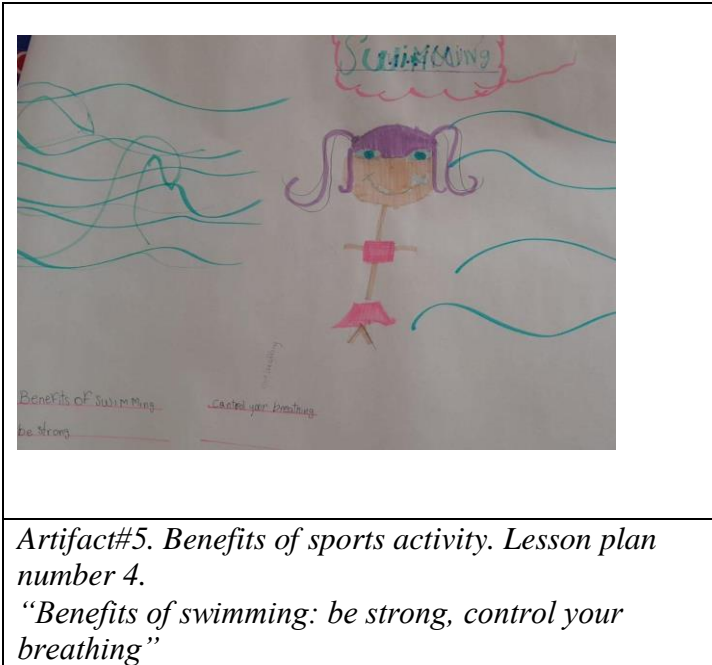 Swimming
Benefits of swimming
be strong
control your breathing
Artifact#5. Benefits of sports activity. Lesson plan
number 4.
“Benefits of swimming: be strong, control your
breathing”